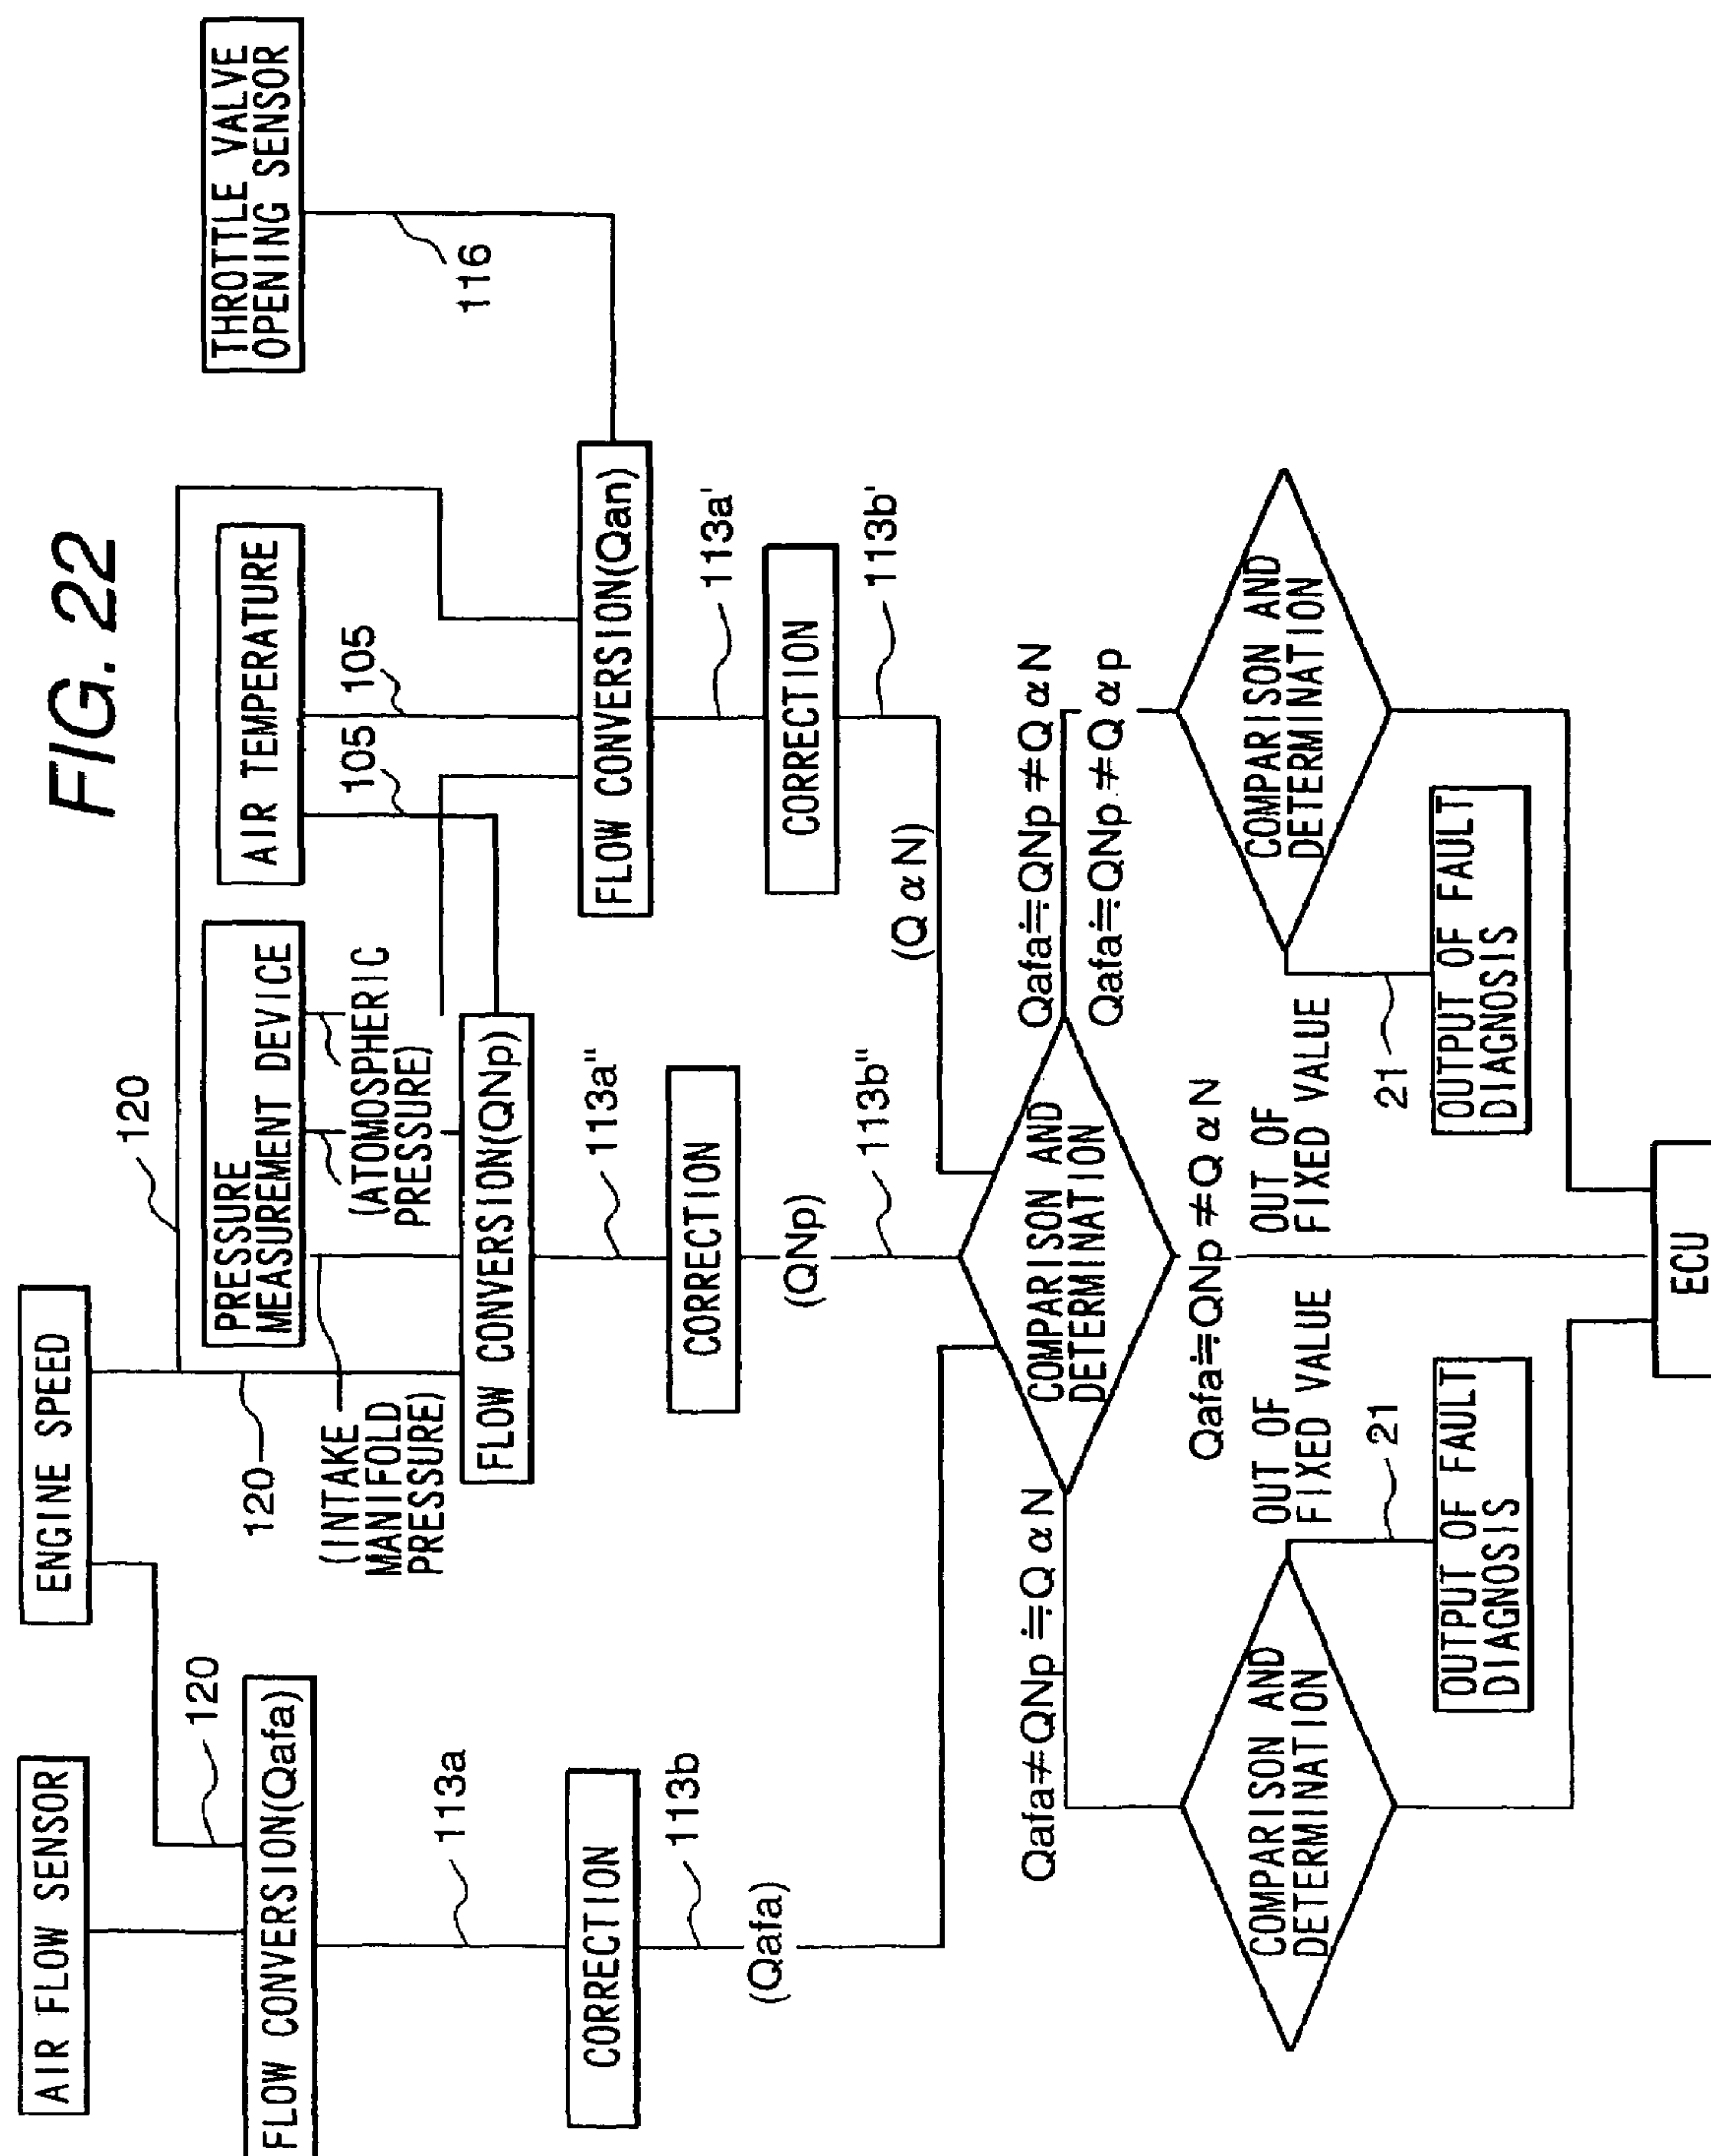 FIG. 22
AIR FLOW SENSOR
ENGINE SPEED
PRESSURE
MEASUREMENT DEVICE
AIR TEMPERATURE
THROTTLE VALVE
OPENING SENSOR
120
120
120
105
105
116
(INTAKE
MANIFOLD
PRESSURE)
(ATOMOSPHERIC
PRESSURE)
FLOW CONVERSION(Qafa)
FLOW CONVERSION(QNp)
FLOW CONVERSION(Qan)
113a
113a"
113a'
CORRECTION
CORRECTION
CORRECTION
113b
(Qafa)
(QNp)
113b"
113b'
(QαN)
COMPARISON AND
DETERMINATION
Qafa≠QNp≒QαN
Qafa≒QNp≠QαN
Qafa≒QNp≠QαN
Qafa≒QNp≠Qαp
COMPARISON AND
DETERMINATION
OUT OF
FIXED VALUE
OUT OF
FIXED VALUE
COMPARISON AND
DETERMINATION
21
21
OUTPUT OF FAULT
DIAGNOSIS
OUTPUT OF FAULT
DIAGNOSIS
ECU